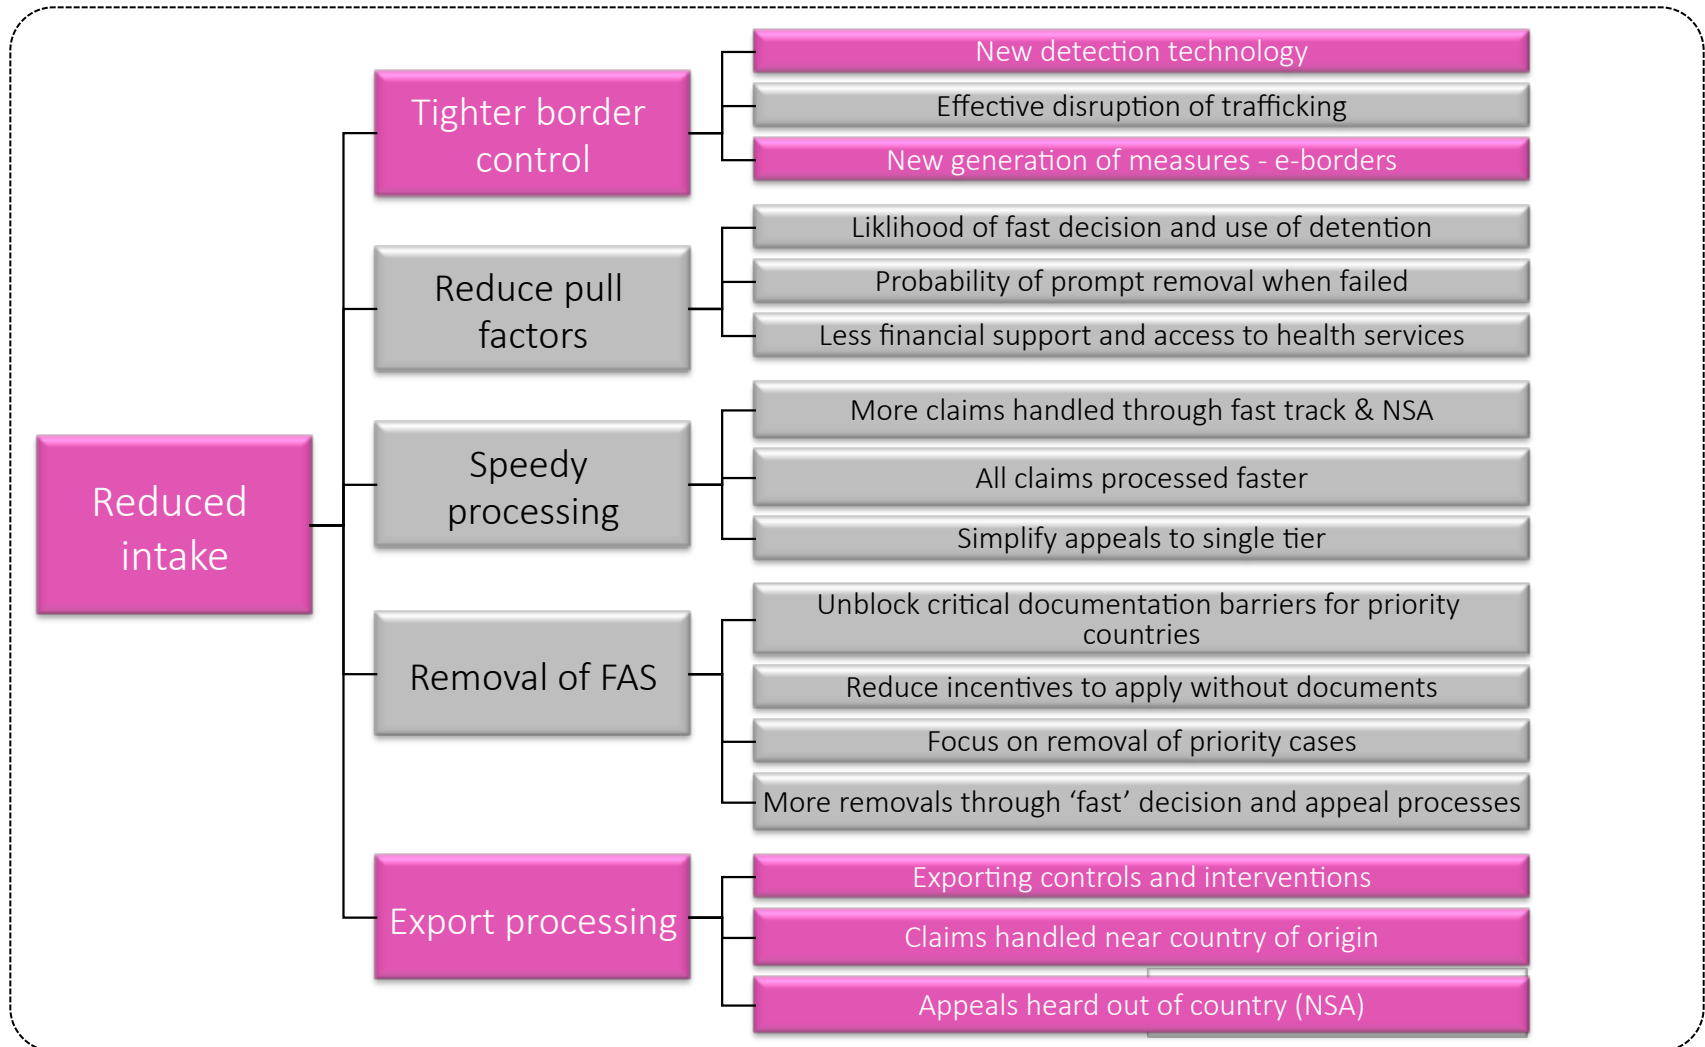 Reduced
intake
Tighter border
control
New detection technology
Effective disruption of trafficking
New generation of measures - e-borders
Reduce pull
factors
Liklihood of fast decision and use of detention
Probability of prompt removal when failed
Less financial support and access to health services
Speedy
processing
More claims handled through fast track & NSA
All claims processed faster
Simplify appeals to single tier
Removal of FAS
Unblock critical documentation barriers for priority
countries
Reduce incentives to apply without documents
Focus on removal of priority cases
More removals through ‘fast’ decision and appeal processes
Export processing
Exporting controls and interventions
Claims handled near country of origin
Appeals heard out of country (NSA)